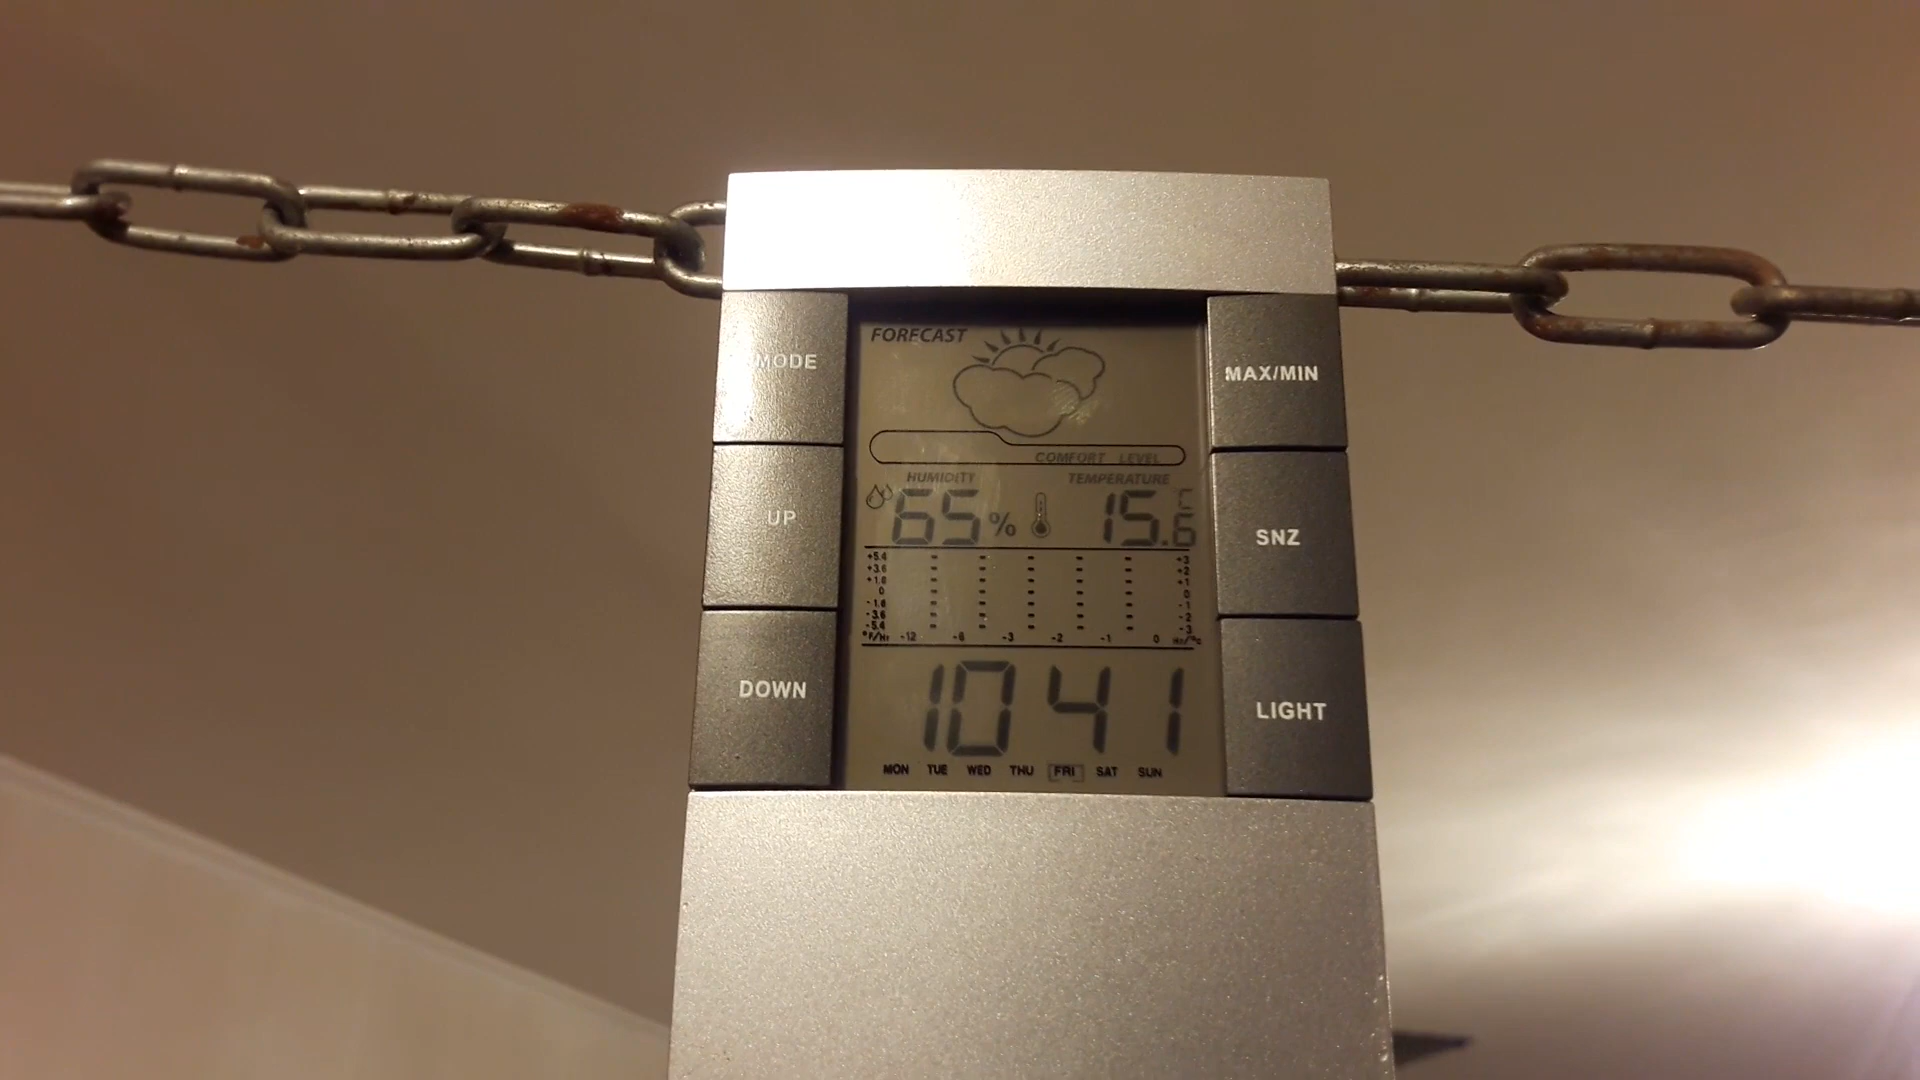 FORECAST
MODE
MAX/MIN
COMFORT LEVEL
HUMIDITY TEMPERATURE
65% 15.6
UP
SNZ
+5.4 +3
+3.6 +2
+1.8 +1
0 0
-1.8 -1
-3.6 -2
-5.4 -3
°F/Hr -12 -6 -3 -2 -1 0 Hr/°C
DOWN
10 41
LIGHT
MON TUE WED THU FRI SAT SUN